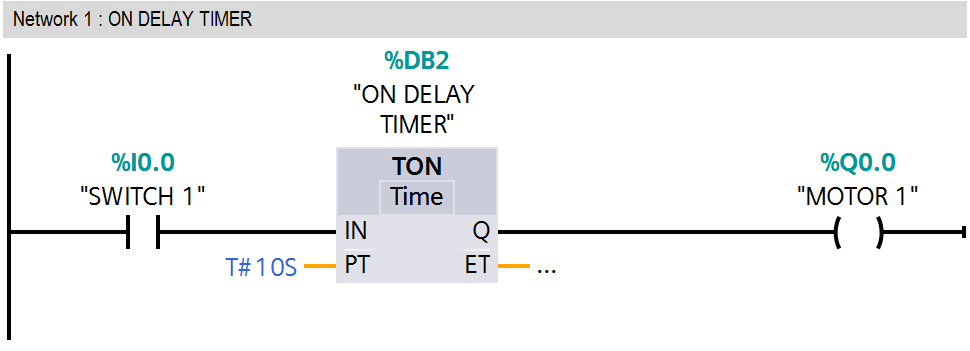 Network 1 : ON DELAY TIMER
%DB2
"ON DELAY
TIMER"
%I0.0
"SWITCH 1"
TON
Time
%Q0.0
"MOTOR 1"
IN
Q
T#10S
PT
ET
...